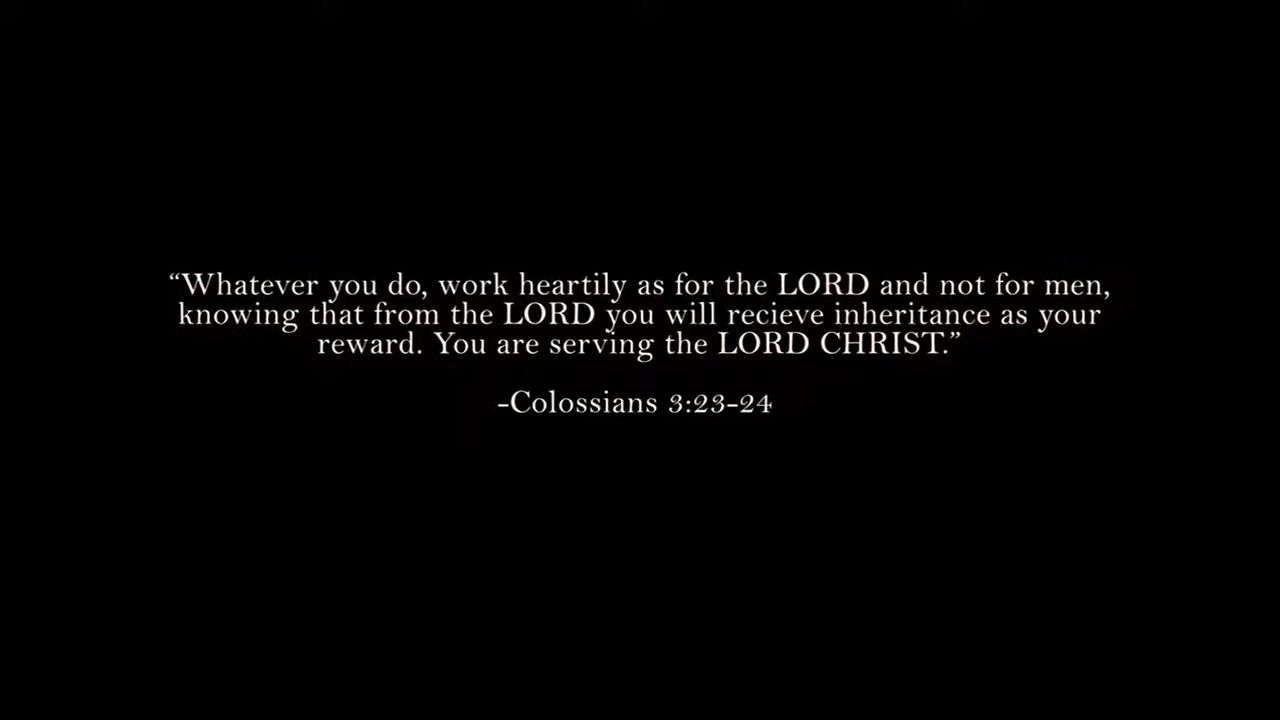 “Whatever you do, work heartily as for the LORD and not for men,
knowing that from the LORD you will recieve inheritance as your
reward. You are serving the LORD CHRIST.”
-Colossians 3:23-24